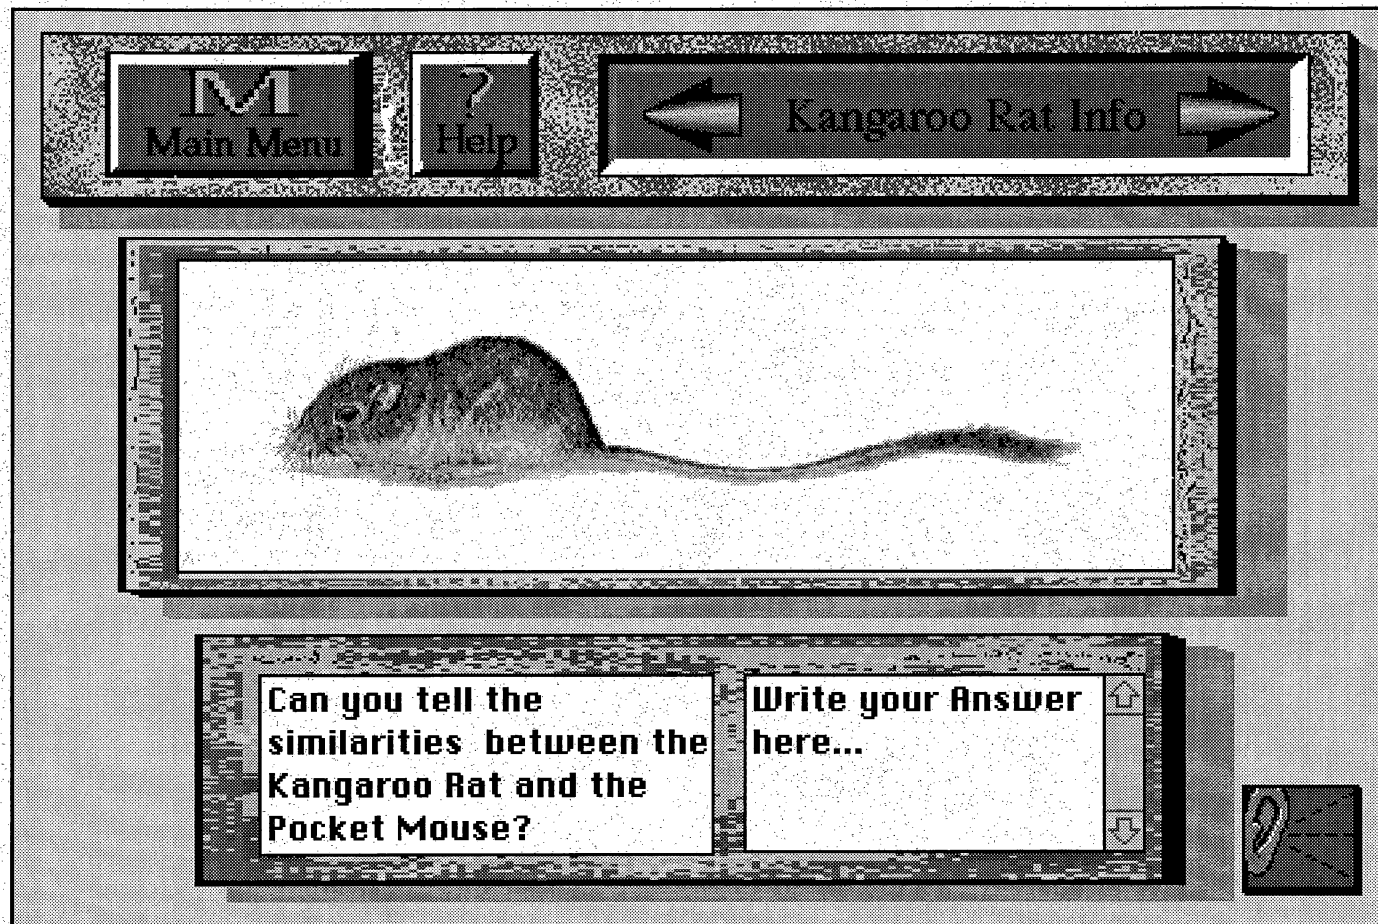 M
Main Menu
?
Help
Kangaroo Rat Info
Can you tell the
similarities between the
Kangaroo Rat and the
Pocket Mouse?
Write your Answer
here...